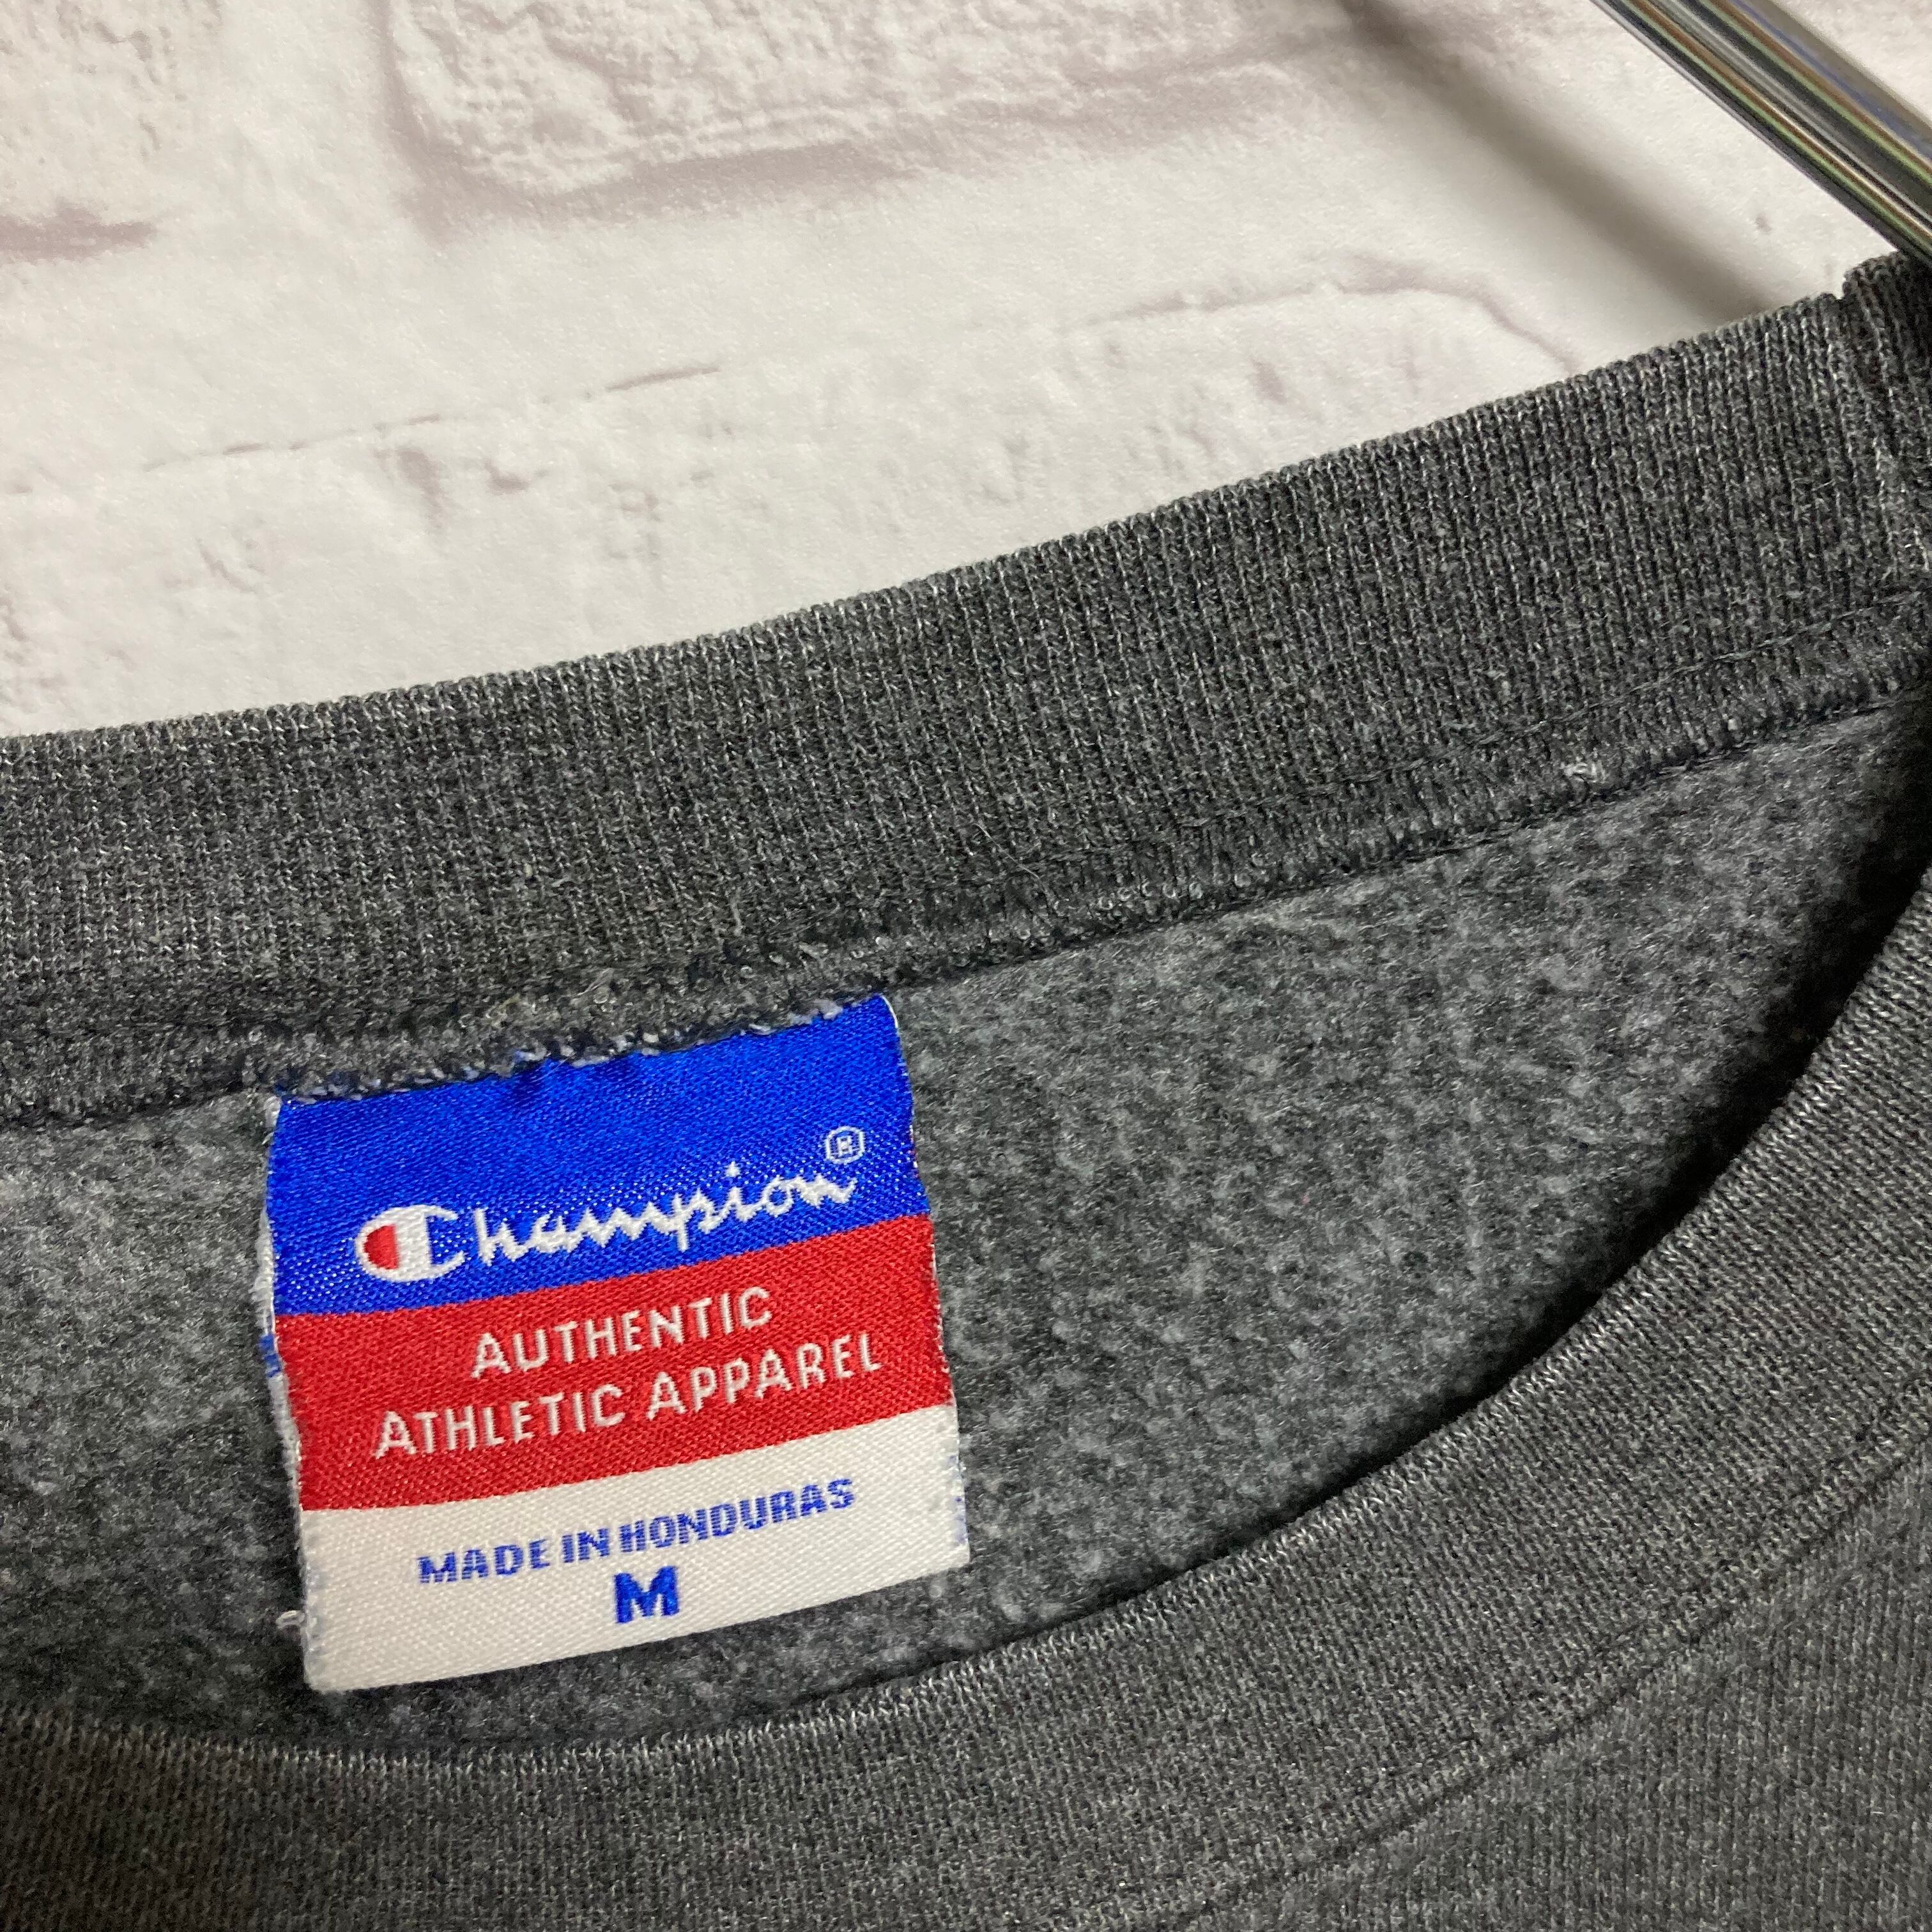 Champion®
AUTHENTIC
ATHLETIC APPAREL
MADE IN HONDURAS
M